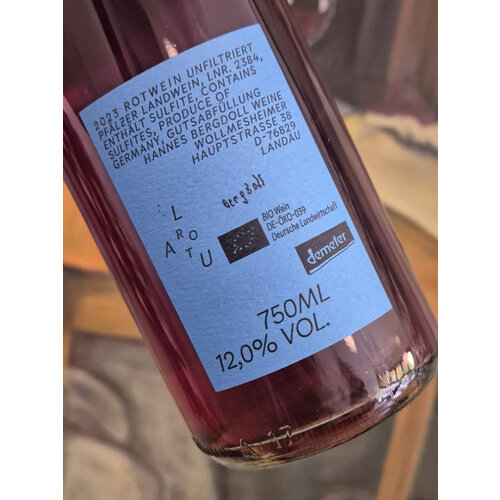 2023 ROTWEIN UNFILTRIERT
PFÄLZER LANDWEIN, LNR. 2384,
ENTHÄLT SULFITE, CONTAINS
SULFITES, PRODUCE OF
GERMANY, GUTSABFÜLLUNG
HANNES BERGDOLL WEINE
WOLLMESHEIMER
HAUPTSTRASSE 38
D-76829
LANDAU
bergdoll
L
A R O T U
BIO Wein
DE-ÖKO-039
Deutsche Landwirtschaft
demeter
750ML
12,0% VOL.